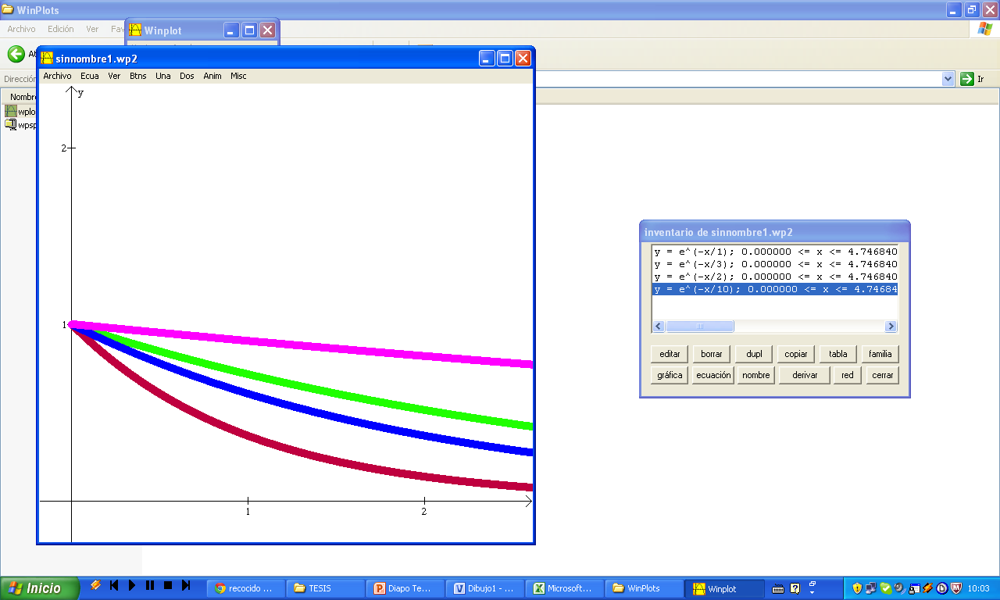 WinPlots
Archivo Edición Ver Fav
Winplot
sinnombre1.wp2
Archivo Ecua Ver Btns Una Dos Anim Misc
Dirección
Ir
Nombre
wplo
wpsp
y
2
1
1 2
inventario de sinnombre1.wp2
y = e^(-x/1); 0.000000 <= x <= 4.746840
y = e^(-x/3); 0.000000 <= x <= 4.746840
y = e^(-x/2); 0.000000 <= x <= 4.746840
y = e^(-x/10); 0.000000 <= x <= 4.74684
editar borrar dupl copiar tabla familia
gráfica ecuación nombre derivar red cerrar
Inicio recocido ... TESIS Diapo Te... Dibujo1 - ... Microsoft... WinPlots Winplot 10:03